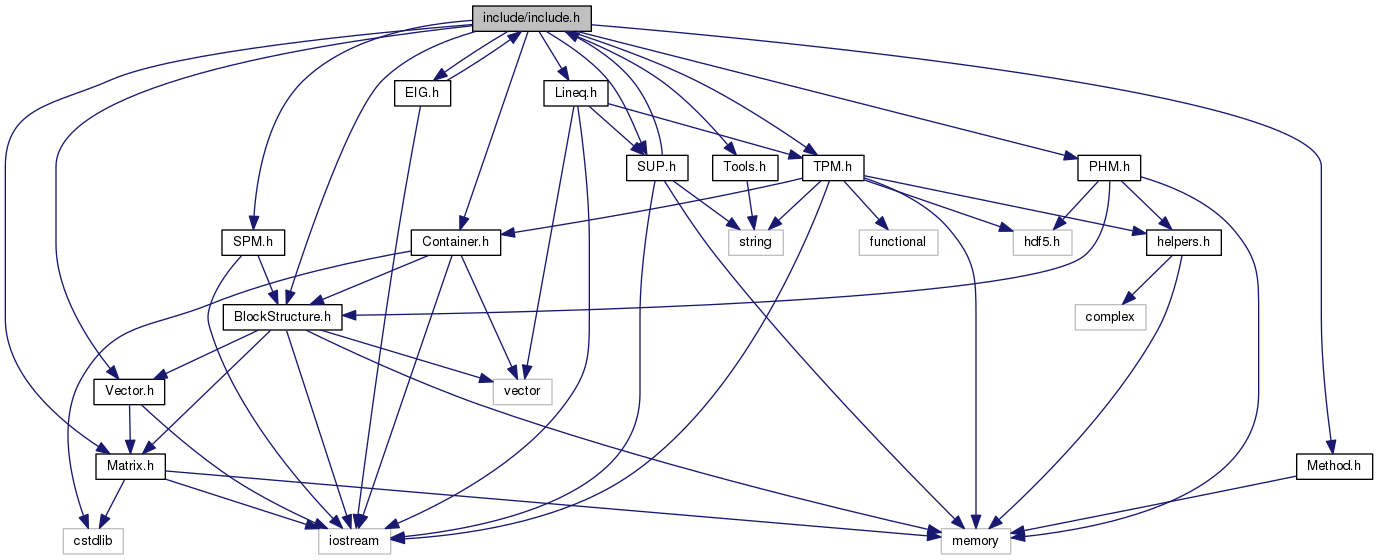 include/include.h
EIG.h
Lineq.h
SUP.h
Tools.h
TPM.h
PHM.h
SPM.h
Container.h
string
functional
hdf5.h
helpers.h
BlockStructure.h
complex
Vector.h
vector
Matrix.h
Method.h
cstdlib
iostream
memory